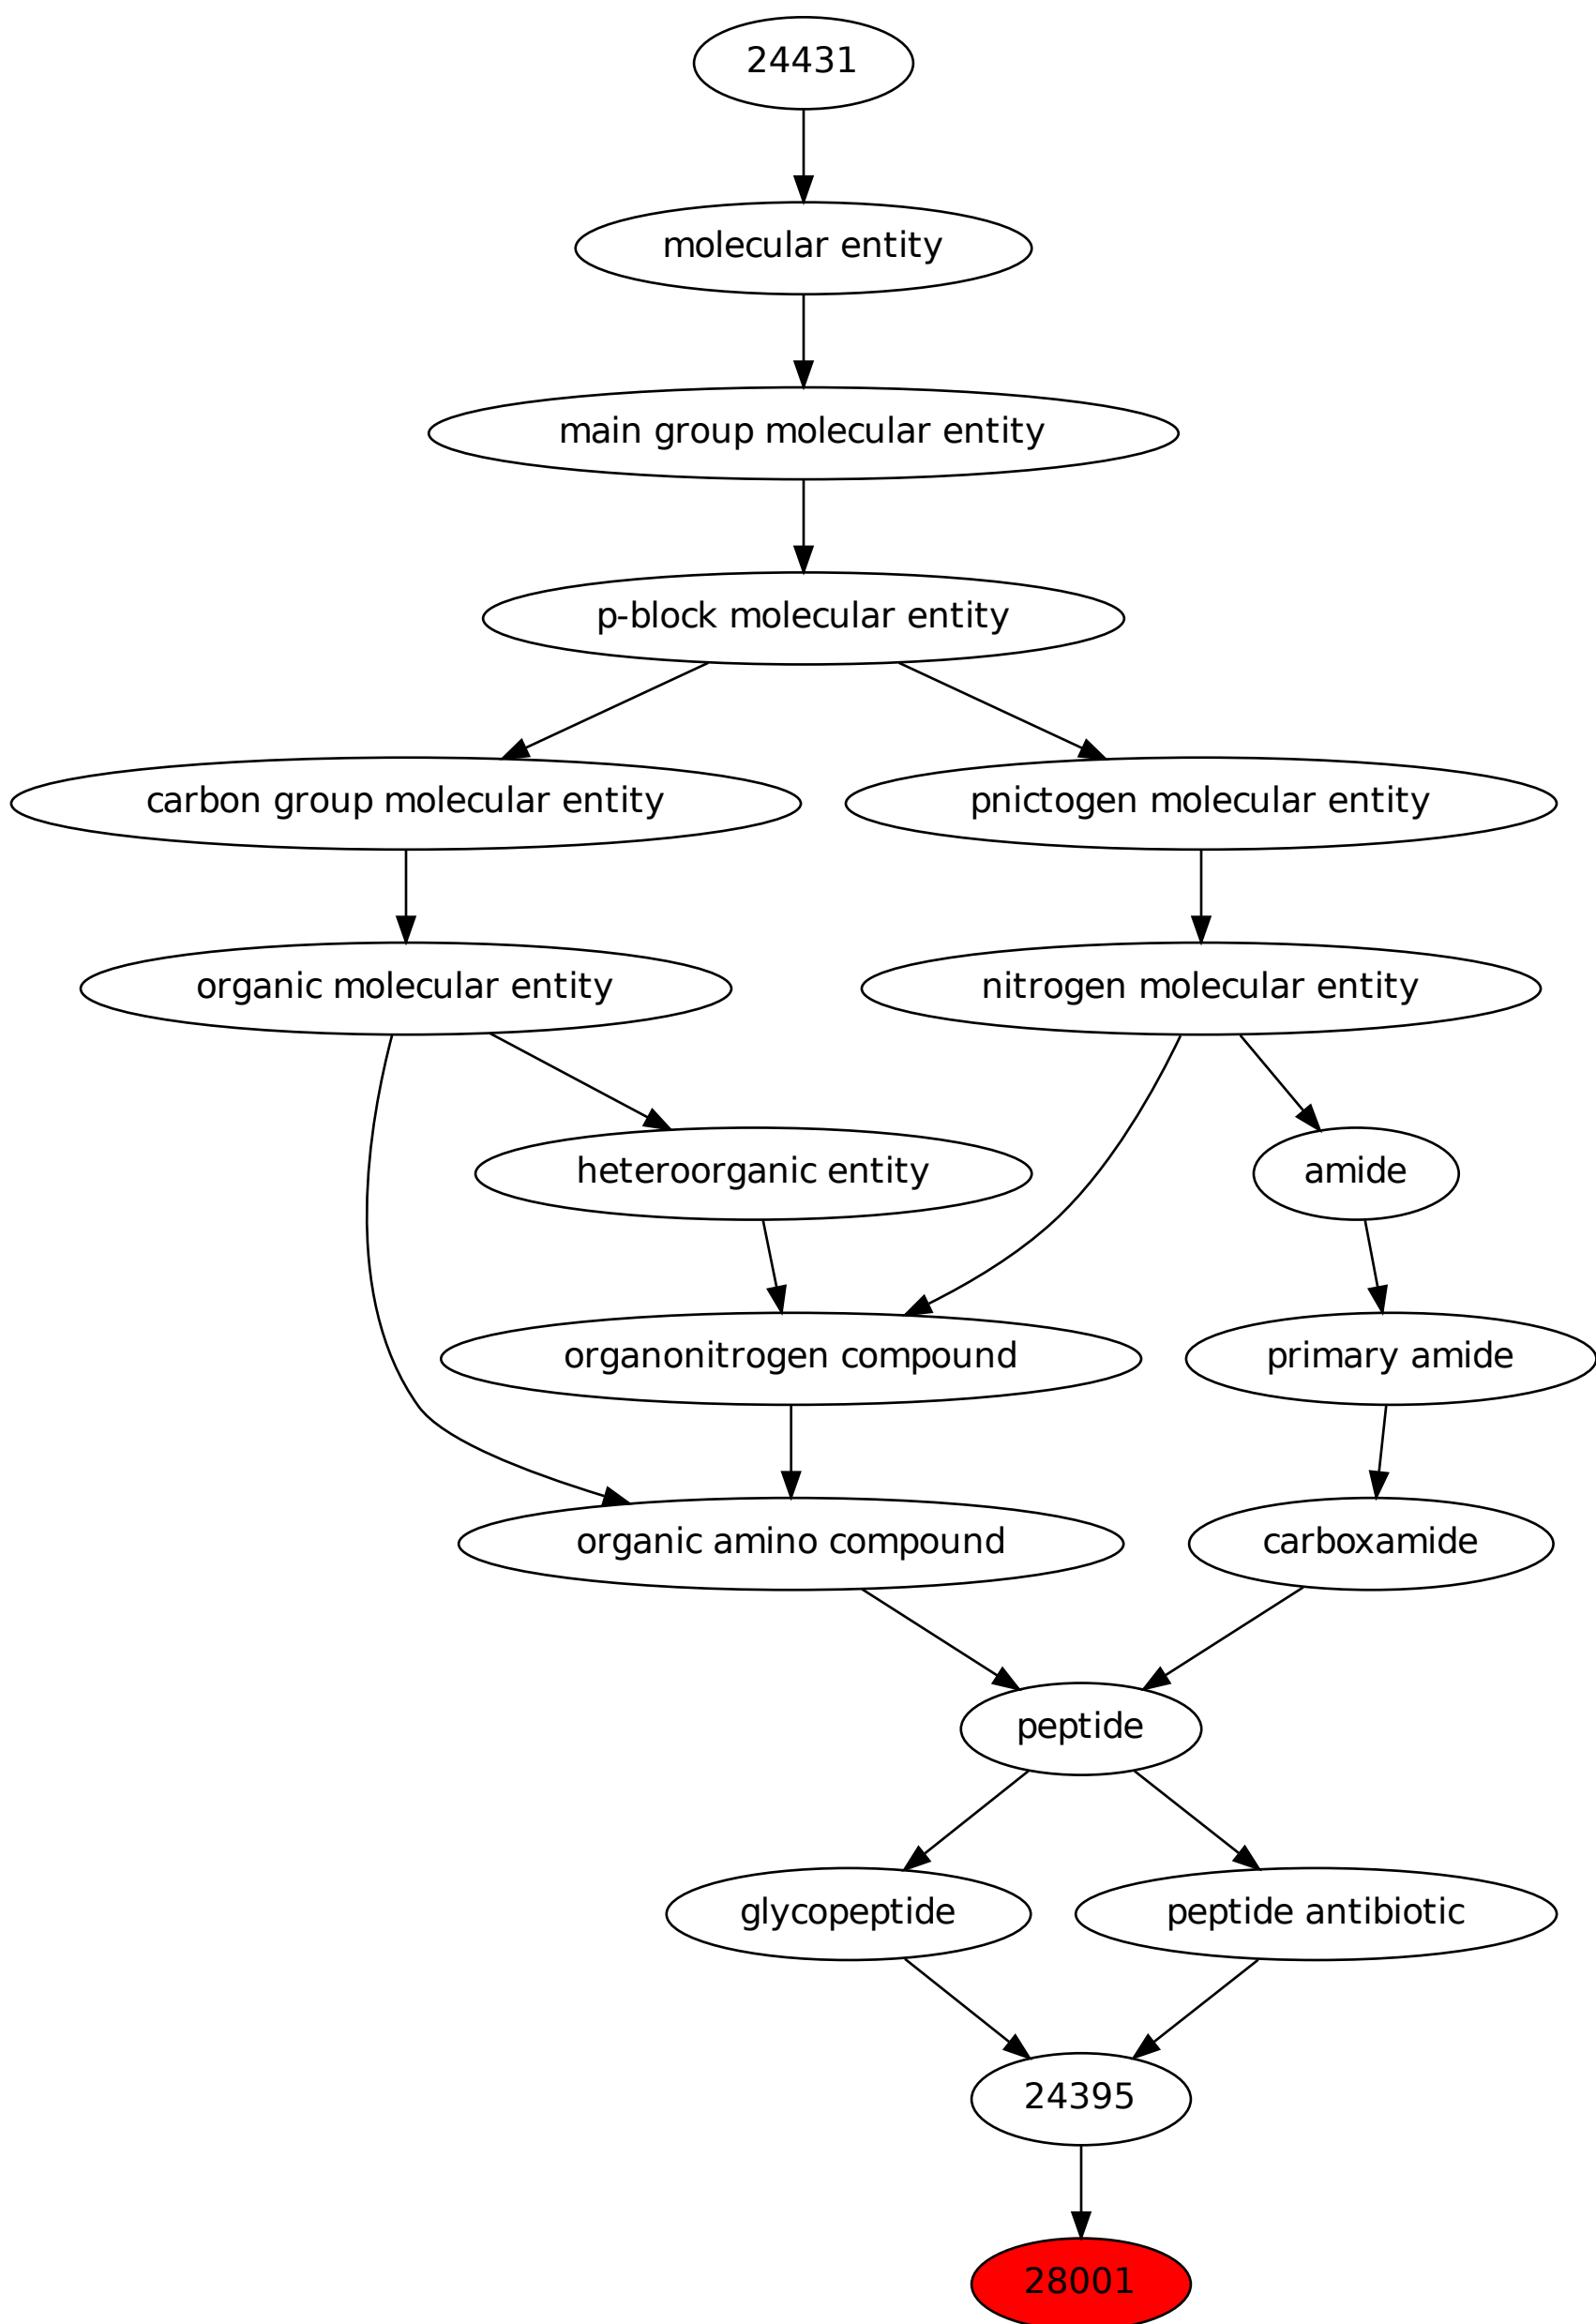 24431
molecular entity
main group molecular entity
p-block molecular entity
carbon group molecular entity
pnictogen molecular entity
organic molecular entity
nitrogen molecular entity
heteroorganic entity
amide
organonitrogen compound
primary amide
organic amino compound
carboxamide
peptide
glycopeptide
peptide antibiotic
24395
28001